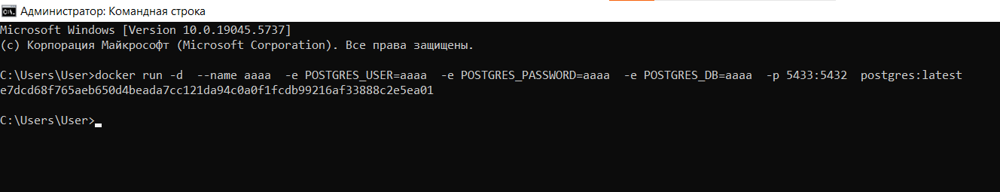 Администратор: Командная строка
Microsoft Windows [Version 10.0.19045.5737]
(c) Корпорация Майкрософт (Microsoft Corporation). Все права защищены.
C:\Users\User>docker run -d  --name aaaa  -e POSTGRES_USER=aaaa  -e POSTGRES_PASSWORD=aaaa  -e POSTGRES_DB=aaaa  -p 5433:5432  postgres:latest
e7dcd68f765aeb650d4beada7cc121da94c0a0f1fcdb99216af33888c2e5ea01
C:\Users\User>